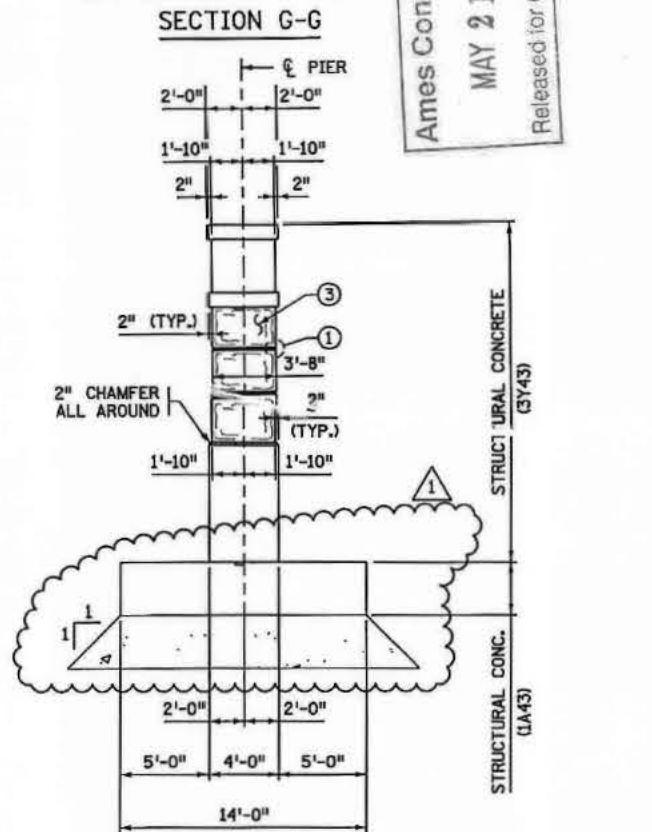 SECTION G-G
Ames Con
MAY 21
Released for
℄ PIER
2'-0" 2'-0"
1'-10" 1'-10"
2" 2"
3
2" (TYP.)
1
3'-8"
2" CHAMFER
ALL AROUND
2"
(TYP.)
1'-10" 1'-10"
STRUCTURAL CONCRETE
(3Y43)
1
1
1
STRUCTURAL CONC.
(1A43)
2'-0" 2'-0"
5'-0" 4'-0" 5'-0"
14'-0"